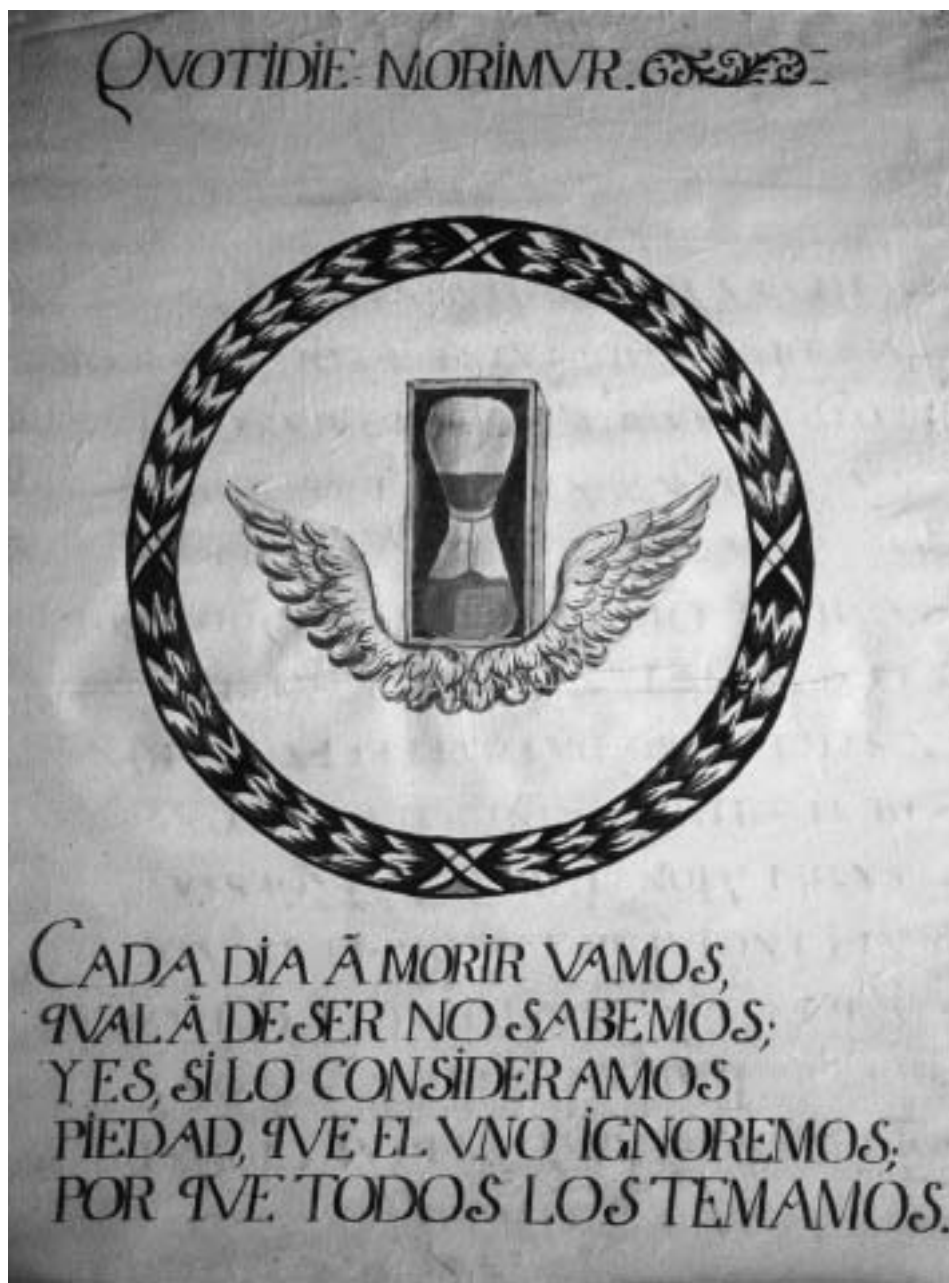 QVOTIDIE MORIMVR.
CADA DIA Ã MORIR VAMOS,
QVAL Ã DE SER NO SABEMOS;
Y ES, SI LO CONSIDERAMOS
PIEDAD, QVE EL VNO IGNOREMOS;
POR QVE TODOS LOS TEMAMOS.